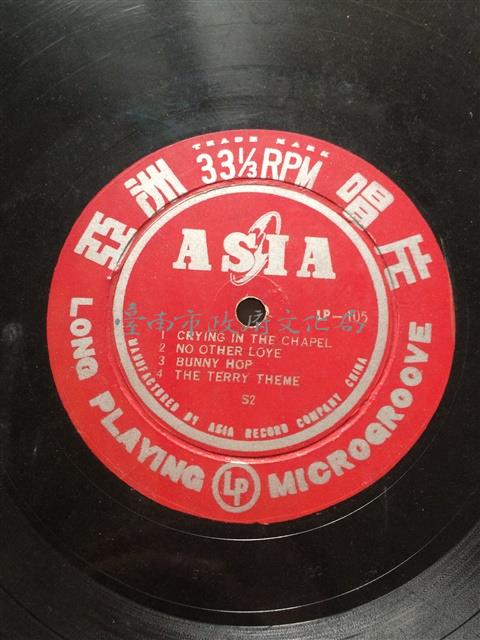 TRADE MARK
33⅓RPM
亞洲唱片
ASIA
LP-405
臺南市政府文化局
1 CRYING IN THE CHAPEL
2 NO OTHER LOYE
3 BUNNY HOP
4 THE TERRY THEME
S2
MANUFACTURED BY ASIA RECORD COMPANY CHINA
LONG PLAYING LP MICROGROOVE